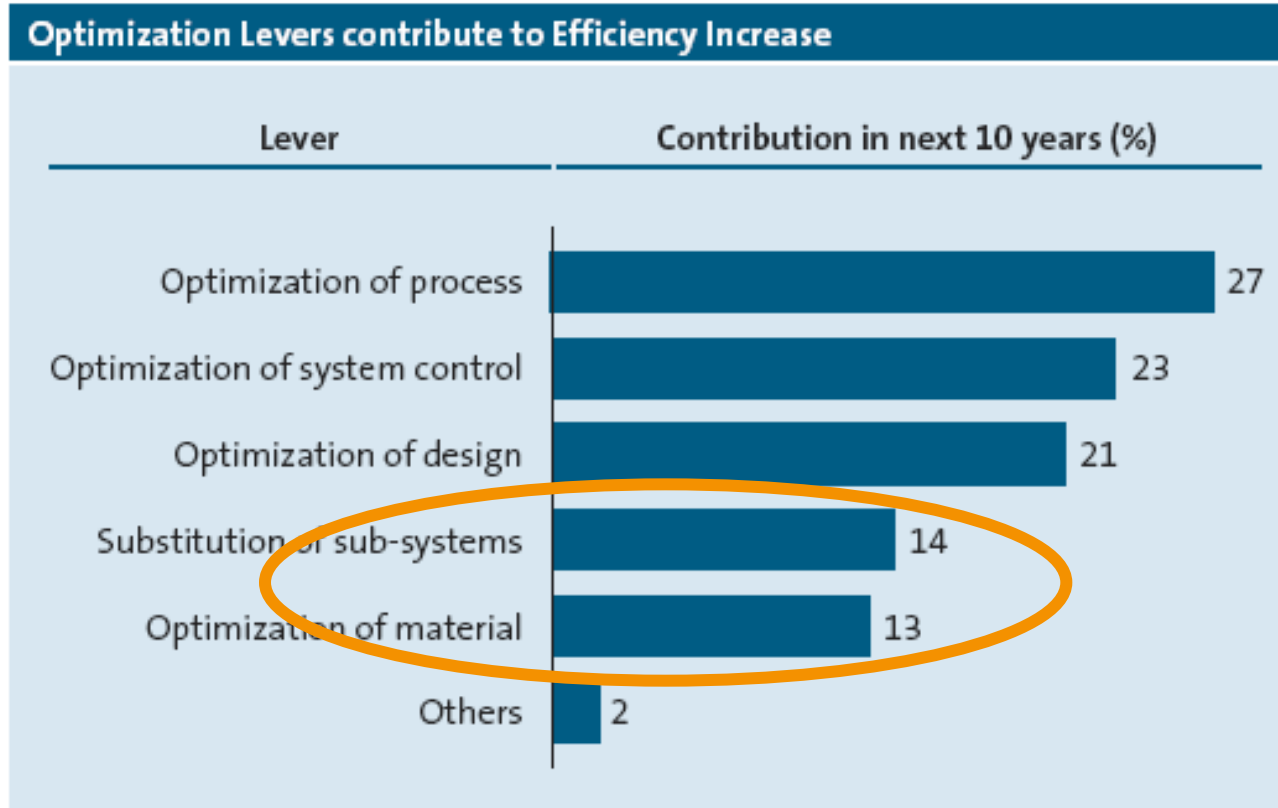 Optimization Levers contribute to Efficiency Increase
Lever Contribution in next 10 years (%)
Optimization of process 27
Optimization of system control 23
Optimization of design 21
Substitution of sub-systems 14
Optimization of material 13
Others 2